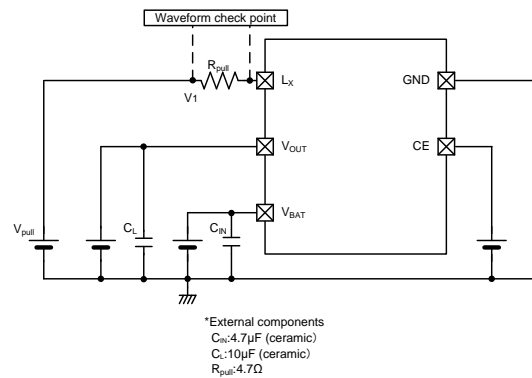 Waveform check point
Rpull
V1
LX
GND
VOUT
CE
VBAT
Vpull
CL
CIN
*External components
CIN:4.7μF (ceramic)
CL:10μF (ceramic)
Rpull:4.7Ω